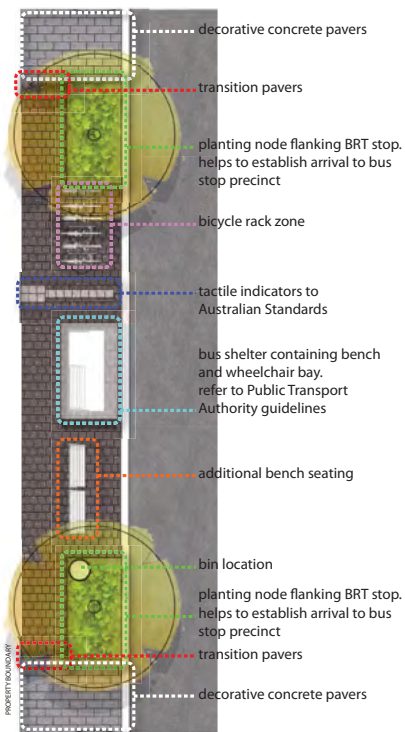 decorative concrete pavers
transition pavers
planting node flanking BRT stop.
helps to establish arrival to bus
stop precinct
bicycle rack zone
tactile indicators to
Australian Standards
bus shelter containing bench
and wheelchair bay.
refer to Public Transport
Authority guidelines
additional bench seating
bin location
planting node flanking BRT stop.
helps to establish arrival to bus
stop precinct
transition pavers
decorative concrete pavers
PROPERTY BOUNDARY